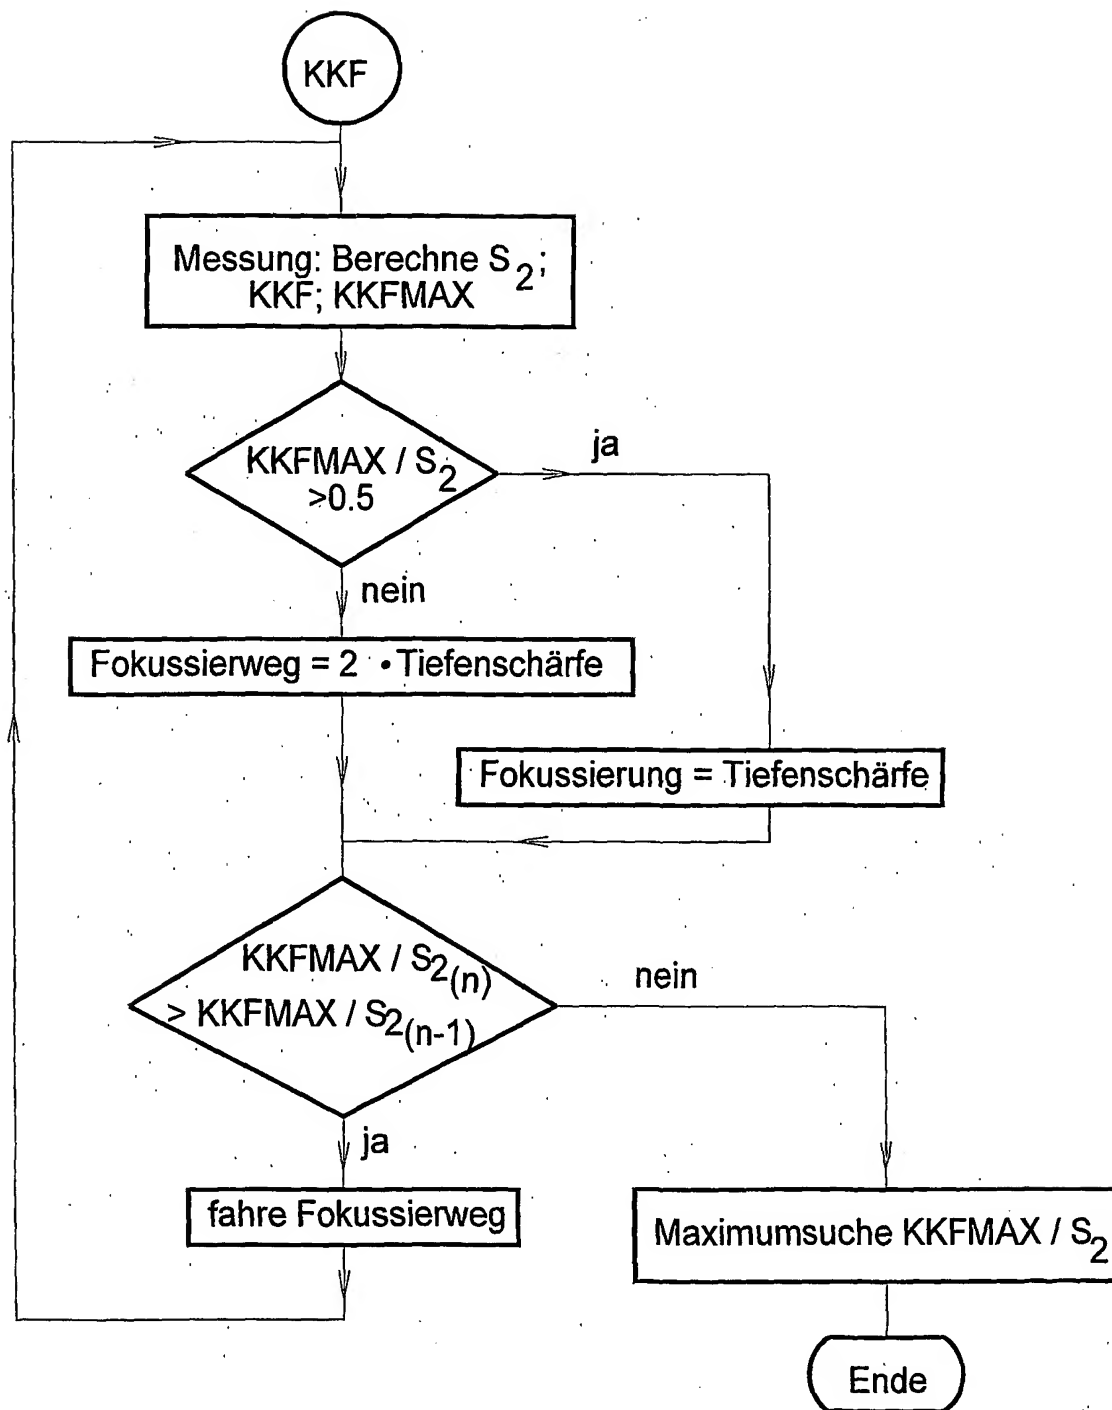 KKF
Messung: Berechne S2;
KKF; KKFMAX
KKFMAX / S2
>0.5
ja
nein
Fokussierweg = 2 • Tiefenschärfe
Fokussierung = Tiefenschärfe
KKFMAX / S2(n)
> KKFMAX / S2(n-1)
nein
ja
fahre Fokussierweg
Maximumsuche KKFMAX / S2
Ende